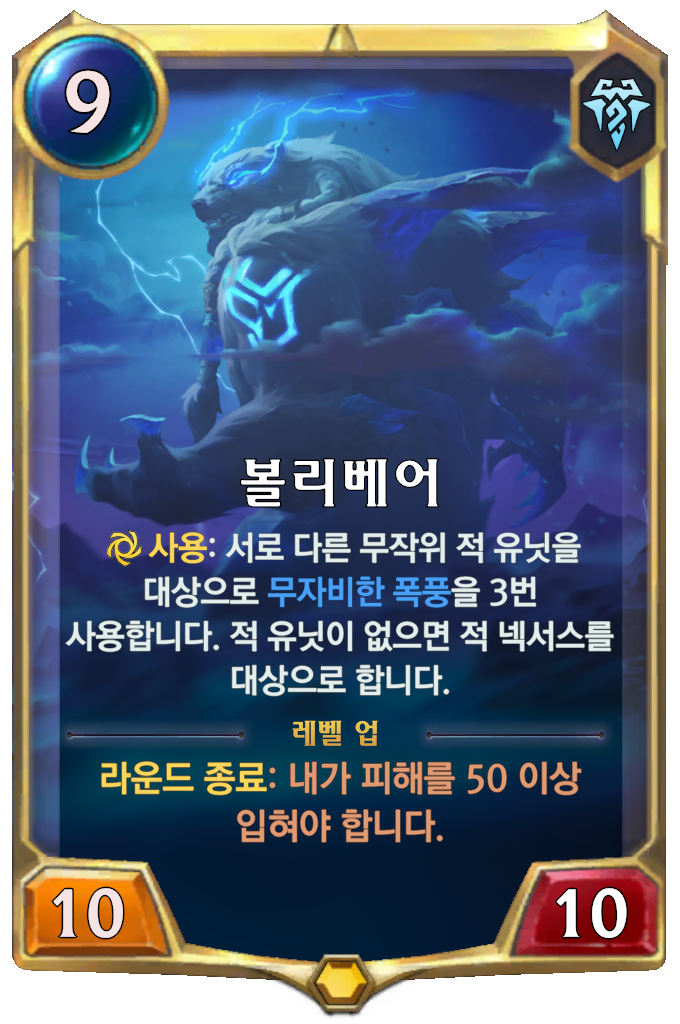 9
볼리베어
사용: 서로 다른 무작위 적 유닛을
대상으로 무자비한 폭풍을 3번
사용합니다. 적 유닛이 없으면 적 넥서스를
대상으로 합니다.
레벨 업
라운드 종료: 내가 피해를 50 이상
입혀야 합니다.
10
10